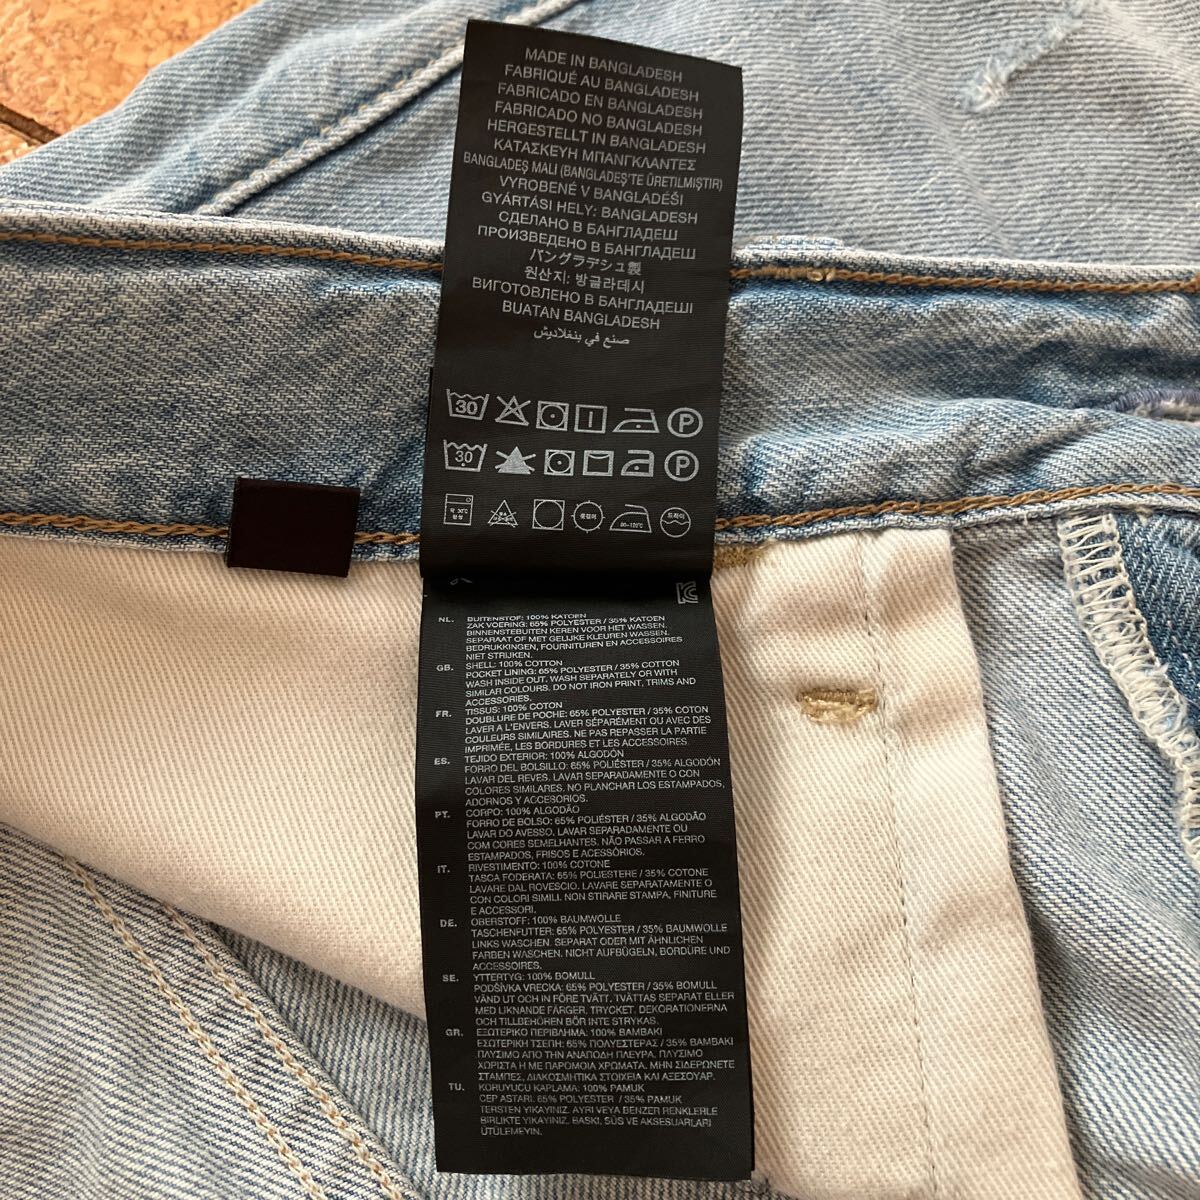 MADE IN BANGLADESH
FABRIQUÉ AU BANGLADESH
FABRICADO EN BANGLADESH
FABRICADO NO BANGLADESH
HERGESTELLT IN BANGLADESH
ΚΑΤΑΣΚΕΥΗ ΜΠΑΝΓΚΛΑΝΤΕΣ
BANGLADEŞ MALI (BANGLADEŞ'TE ÜRETILMIŞTIR)
VYROBENÉ V BANGLADÉŠI
GYÁRTÁSI HELY: BANGLADESH
СДЕЛАНО В БАНГЛАДЕШ
ПРОИЗВЕДЕНО В БАНГЛАДЕШ
バングラデシュ製
원산지: 방글라데시
ВИГОТОВЛЕНО В БАНГЛАДЕШІ
BUATAN BANGLADESH
صنع في بنغلاديش
30 P
30 P
약 30℃ 중성
80~120℃ 드라이
NL. BUITENSTOF: 100% KATOEN
ZAK VOERING: 65% POLYESTER / 35% KATOEN
BINNENSTEBUITEN KEREN VOOR HET WASSEN.
SEPARAAT OF MET GELIJKE KLEUREN WASSEN.
BEDRUKKINGEN, FOURNITUREN EN ACCESSOIRES
NIET STRIJKEN.
GB. SHELL: 100% COTTON
POCKET LINING: 65% POLYESTER / 35% COTTON
WASH INSIDE OUT. WASH SEPARATELY OR WITH
SIMILAR COLOURS. DO NOT IRON PRINT, TRIMS AND
ACCESSORIES.
FR. TISSUS: 100% COTON
DOUBLURE DE POCHE: 65% POLYESTER / 35% COTON
LAVER A L'ENVERS. LAVER SÉPARÉMENT OU AVEC DES
COULEURS SIMILAIRES. NE PAS REPASSER LA PARTIE
IMPRIMÉE, LES BORDURES ET LES ACCESSOIRES.
ES. TEJIDO EXTERIOR: 100% ALGODÓN
FORRO DEL BOLSILLO: 65% POLIÉSTER / 35% ALGODÓN
LAVAR DEL REVES. LAVAR SEPARADAMENTE O CON
COLORES SIMILARES. NO PLANCHAR LOS ESTAMPADOS,
ADORNOS Y ACCESORIOS.
PT. CORPO: 100% ALGODÃO
FORRO DE BOLSO: 65% POLIÉSTER / 35% ALGODÃO
LAVAR DO AVESSO. LAVAR SEPARADAMENTE OU
COM CORES SEMELHANTES. NÃO PASSAR A FERRO
ESTAMPADOS, FRISOS E ACESSÓRIOS.
IT. RIVESTIMENTO: 100% COTONE
TASCA FODERATA: 65% POLIESTERE / 35% COTONE
LAVARE DAL ROVESCIO. LAVARE SEPARATAMENTE O
CON COLORI SIMILI. NON STIRARE STAMPA, FINITURE
E ACCESSORI.
DE. OBERSTOFF: 100% BAUMWOLLE
TASCHENFUTTER: 65% POLYESTER / 35% BAUMWOLLE
LINKS WASCHEN. SEPARAT ODER MIT ÄHNLICHEN
FARBEN WASCHEN. NICHT AUFBÜGELN, BORDÜRE UND
ACCESSOIRES.
SE. YTTERTYG: 100% BOMULL
PODŠÍVKA VRECKA: 65% POLYESTER / 35% BOMULL
VÄND UT OCH IN FÖRE TVÄTT. TVÄTTAS SEPARAT ELLER
MED LIKNANDE FÄRGER. TRYCKET. DEKORATIONERNA
OCH TILLBEHÖREN BÖR INTE STRYKAS.
GR. ΕΞΩΤΕΡΙΚΟ ΠΕΡΙΒΛΗΜΑ: 100% ΒΑΜΒΑΚΙ
ΕΣΩΤΕΡΙΚΗ ΤΣΕΠΗ: 65% ΠΟΛΥΕΣΤΕΡΑΣ / 35% ΒΑΜΒΑΚΙ
ΠΛΥΣΙΜΟ ΑΠΟ ΤΗΝ ΑΝΑΠΟΔΗ ΠΛΕΥΡΑ. ΠΛΥΣΙΜΟ
ΧΩΡΙΣΤΑ Η ΜΕ ΠΑΡΟΜΟΙΑ ΧΡΩΜΑΤΑ. ΜΗΝ ΣΙΔΕΡΩΝΕΤΕ
ΣΤΑΜΠΕΣ, ΔΙΑΚΟΣΜΗΤΙΚΑ ΣΤΟΙΧΕΙΑ ΚΑΙ ΑΞΕΣΟΥΑΡ.
TU. KORUYUCU KAPLAMA: 100% PAMUK
CEP ASTARI: 65% POLYESTER / 35% PAMUK
TERSTEN YIKAYINIZ. AYRI VEYA BENZER RENKLERLE
BIRLIKTE YIKAYINIZ. BASKI, SÜS VE AKSESUARLARI
ÜTÜLEMEYIN.